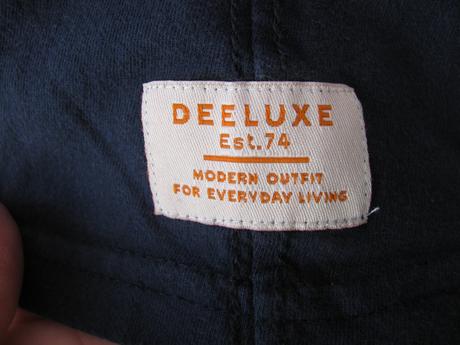 DEELUXE
Est.74
MODERN OUTFIT
FOR EVERYDAY LIVING